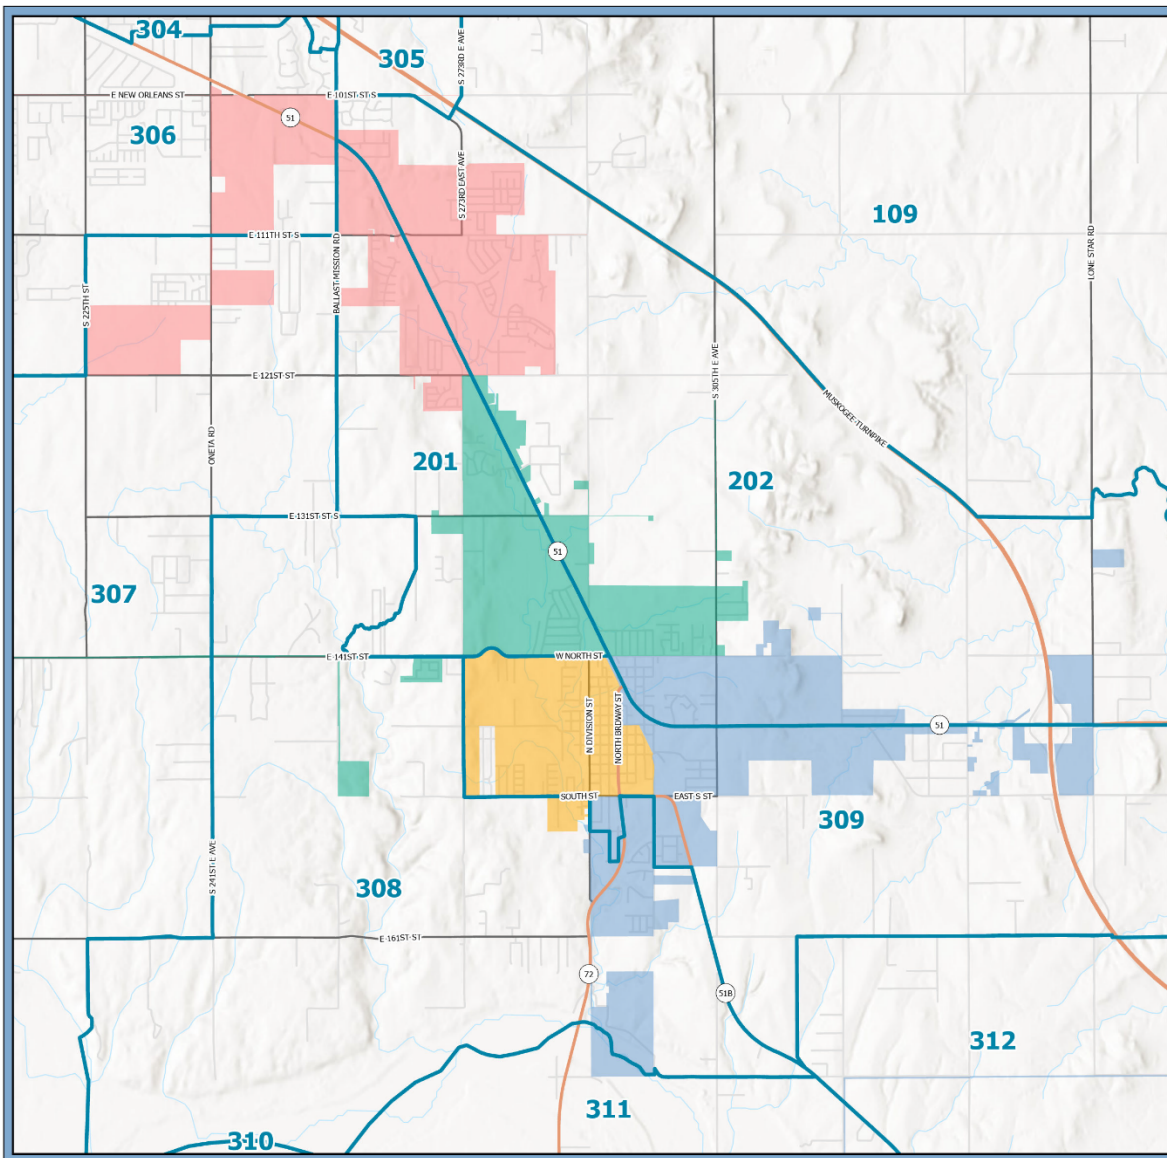 304
305
S 273RD E AVE
E NEW ORLEANS ST
E 101ST-ST-S
51
306
S 273RD EAST AVE
109
E-111TH ST-S
BALLAST-MISSION RD
LONE STAR RD
S 225TH ST
S 305TH E AVE
E-121ST-ST
MUSKOGEE-TURNPIKE
ONETA RD
201
202
E-131ST-ST-S
51
307
E-141ST-ST
W NORTH ST
N DIVISION ST
NORTH BRDWAY ST
51
SOUTH ST
EAST-S ST
309
S 241ST-E AVE
308
E-161ST-ST
72
51B
312
311
310